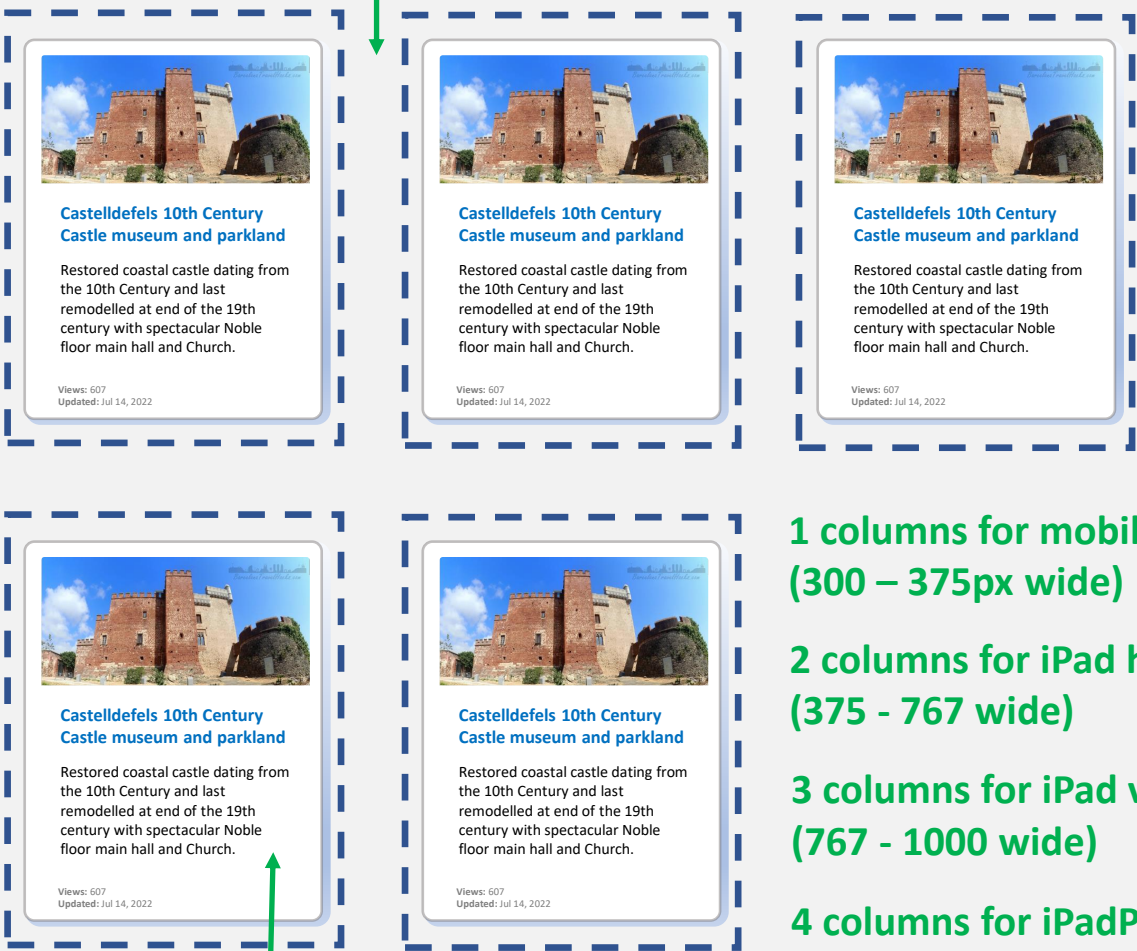 Castelldefels 10th Century
Castle museum and parkland
Restored coastal castle dating from
the 10th Century and last
remodelled at end of the 19th
century with spectacular Noble
floor main hall and Church.
Views: 607
Updated: Jul 14, 2022
Castelldefels 10th Century
Castle museum and parkland
Restored coastal castle dating from
the 10th Century and last
remodelled at end of the 19th
century with spectacular Noble
floor main hall and Church.
Views: 607
Updated: Jul 14, 2022
Castelldefels 10th Century
Castle museum and parkland
Restored coastal castle dating from
the 10th Century and last
remodelled at end of the 19th
century with spectacular Noble
floor main hall and Church.
Views: 607
Updated: Jul 14, 2022
Castelldefels 10th Century
Castle museum and parkland
Restored coastal castle dating from
the 10th Century and last
remodelled at end of the 19th
century with spectacular Noble
floor main hall and Church.
Views: 607
Updated: Jul 14, 2022
Castelldefels 10th Century
Castle museum and parkland
Restored coastal castle dating from
the 10th Century and last
remodelled at end of the 19th
century with spectacular Noble
floor main hall and Church.
Views: 607
Updated: Jul 14, 2022
1 columns for mobil
(300 – 375px wide)
2 columns for iPad h
(375 - 767 wide)
3 columns for iPad v
(767 - 1000 wide)
4 columns for iPadP